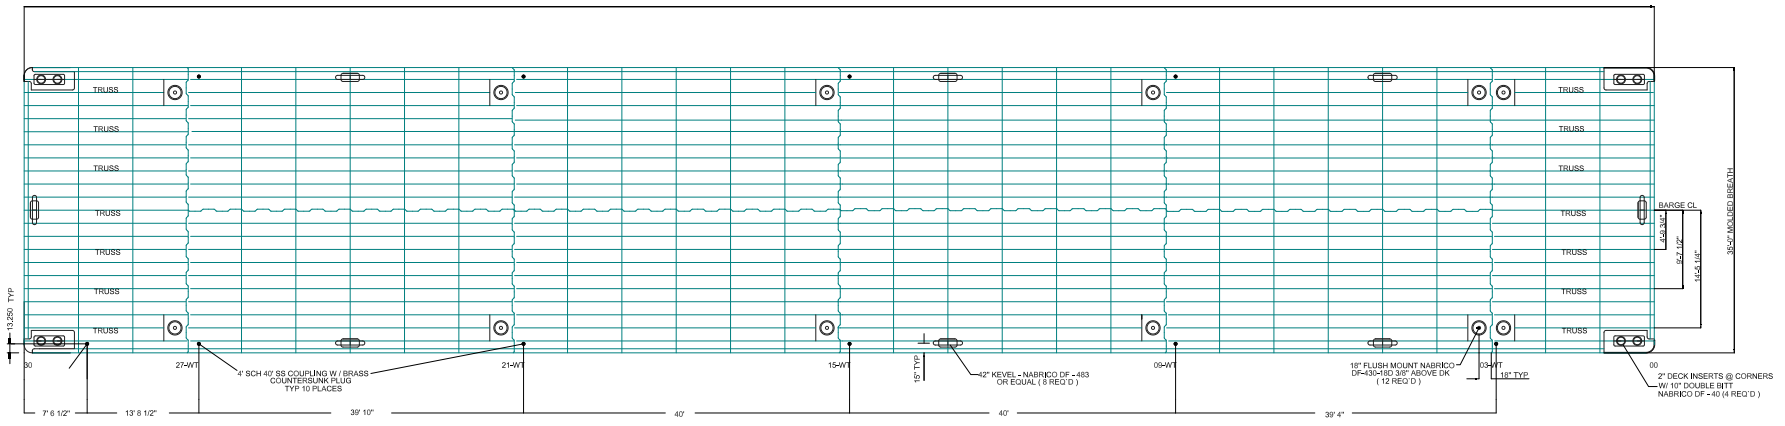 TRUSS
TRUSS
TRUSS
TRUSS
TRUSS
TRUSS
TRUSS
TRUSS
TRUSS
TRUSS
TRUSS
TRUSS
TRUSS
TRUSS
BARGE CL
4'-9 3/4"
9'-7 1/2"
14'-5 1/4"
35'-0" MOLDED BREATH
13.250 TYP
30
27-WT
21-WT
15-WT
09-WT
03-WT
00
4' SCH 40' SS COUPLING W / BRASS
COUNTERSUNK PLUG
TYP 10 PLACES
15" TYP
42" KEVEL - NABRICO DF - 483
OR EQUAL ( 8 REQ'D )
18" FLUSH MOUNT NABRICO
DF-430-18D 3/8" ABOVE DK
( 12 REQ'D )
18" TYP
2" DECK INSERTS @ CORNERS
W/ 10" DOUBLE BITT
NABRICO DF - 40 (4 REQ'D )
7' 6 1/2"
13' 8 1/2"
39' 10"
40'
40'
39' 4"